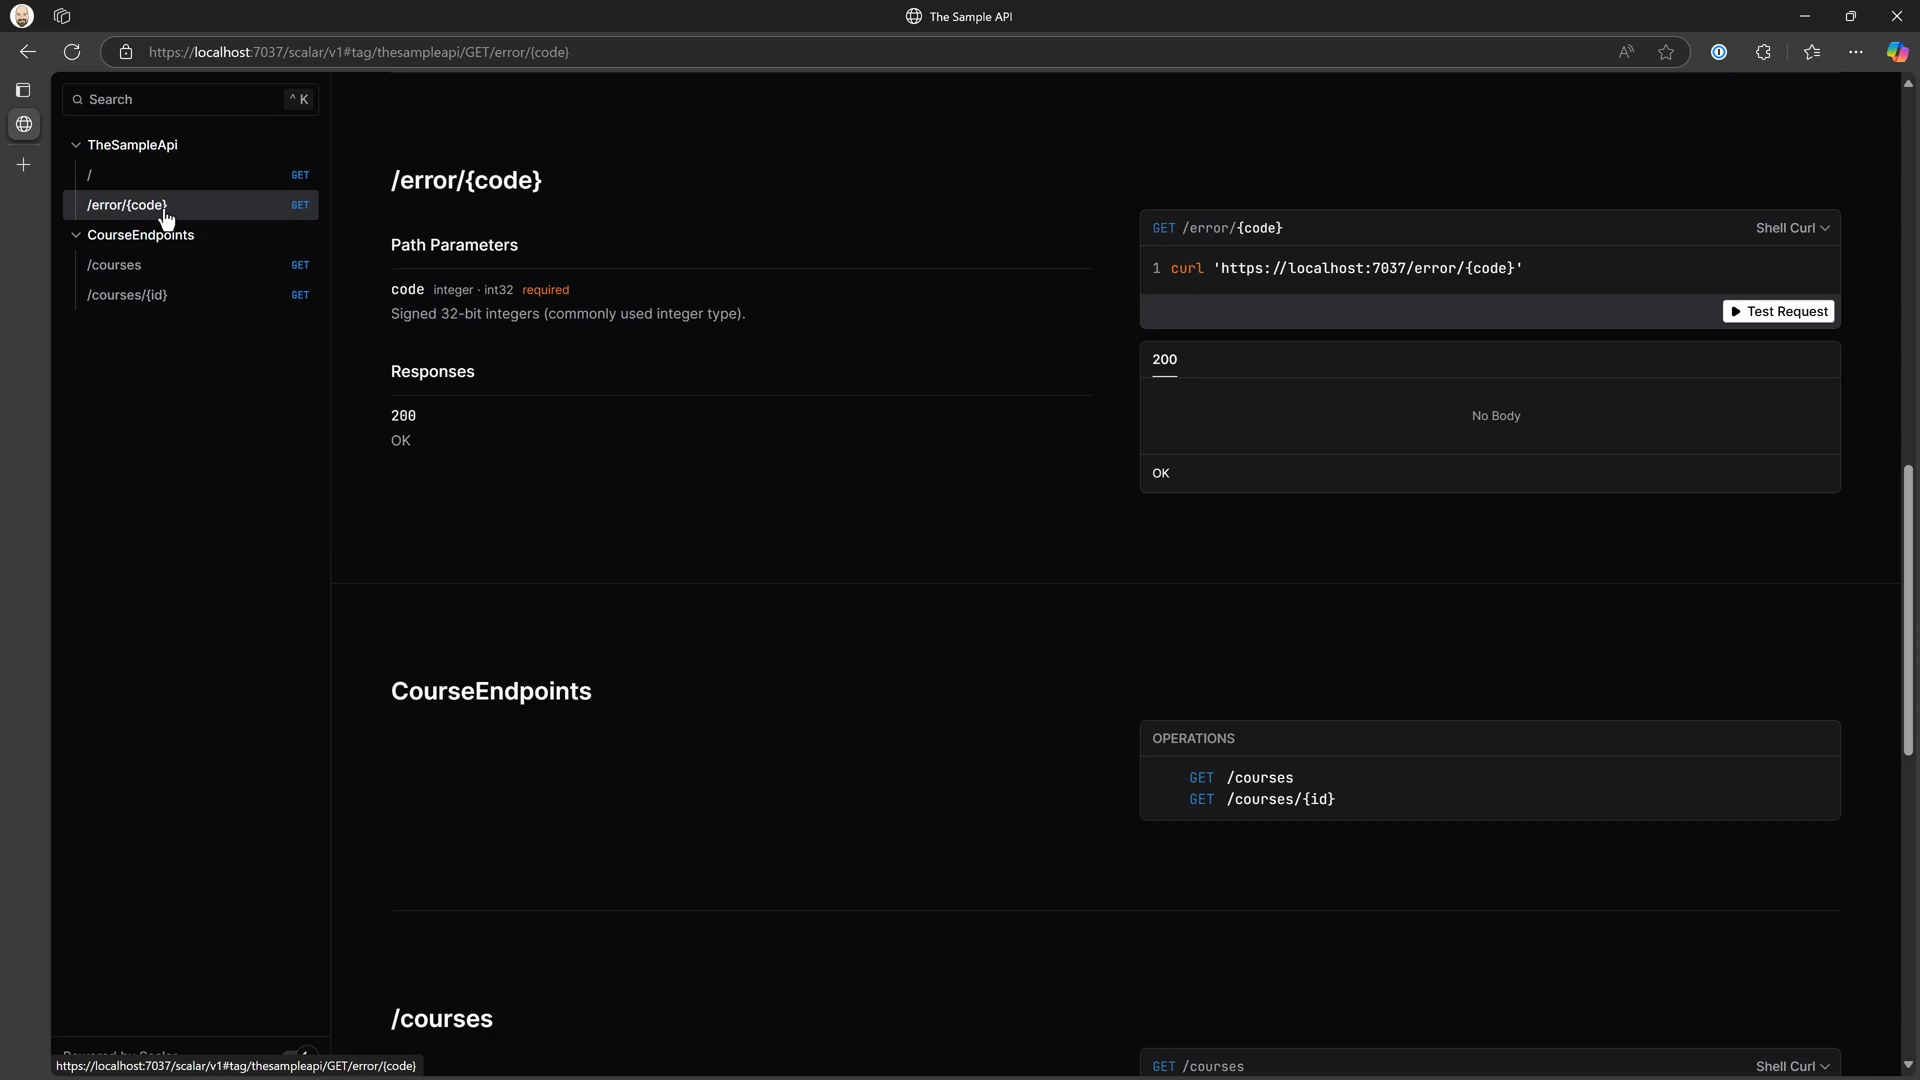 The Sample API
https://localhost:7037/scalar/v1#tag/thesampleapi/GET/error/{code}
Search ^ K
TheSampleApi
/ GET
/error/{code} GET
CourseEndpoints
/courses GET
/courses/{id} GET
/error/{code}
Path Parameters
code integer · int32 required
Signed 32-bit integers (commonly used integer type).
Responses
200
OK
GET /error/{code} Shell Curl
1 curl 'https://localhost:7037/error/{code}'
Test Request
200
No Body
OK
CourseEndpoints
OPERATIONS
GET /courses
GET /courses/{id}
/courses
GET /courses Shell Curl
Powered by Scalar
https://localhost:7037/scalar/v1#tag/thesampleapi/GET/error/{code}